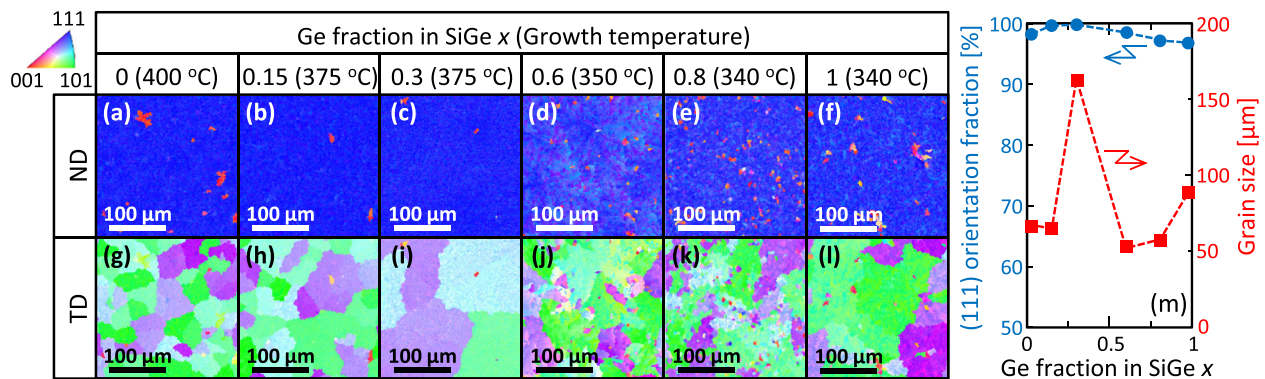 111
001 101
Ge fraction in SiGe x (Growth temperature)
0 (400 °C) 0.15 (375 °C) 0.3 (375 °C) 0.6 (350 °C) 0.8 (340 °C) 1 (340 °C)
ND
(a) (b) (c) (d) (e) (f)
100 µm 100 µm 100 µm 100 µm 100 µm 100 µm
TD
(g) (h) (i) (j) (k) (l)
100 µm 100 µm 100 µm 100 µm 100 µm 100 µm
(111) orientation fraction [%]
100
90
80
70
60
50
200
150
100
50
0
Grain size [µm]
(m)
0 0.5 1
Ge fraction in SiGe x